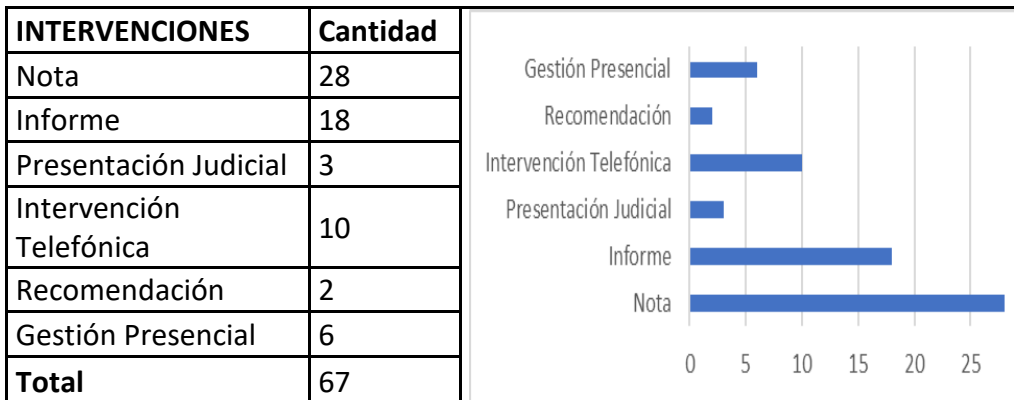 INTERVENCIONES Cantidad
Nota 28
Informe 18
Presentación Judicial 3
Intervención
Telefónica 10
Recomendación 2
Gestión Presencial 6
Total 67
Gestión Presencial
Recomendación
Intervención Telefónica
Presentación Judicial
Informe
Nota
0 5 10 15 20 25